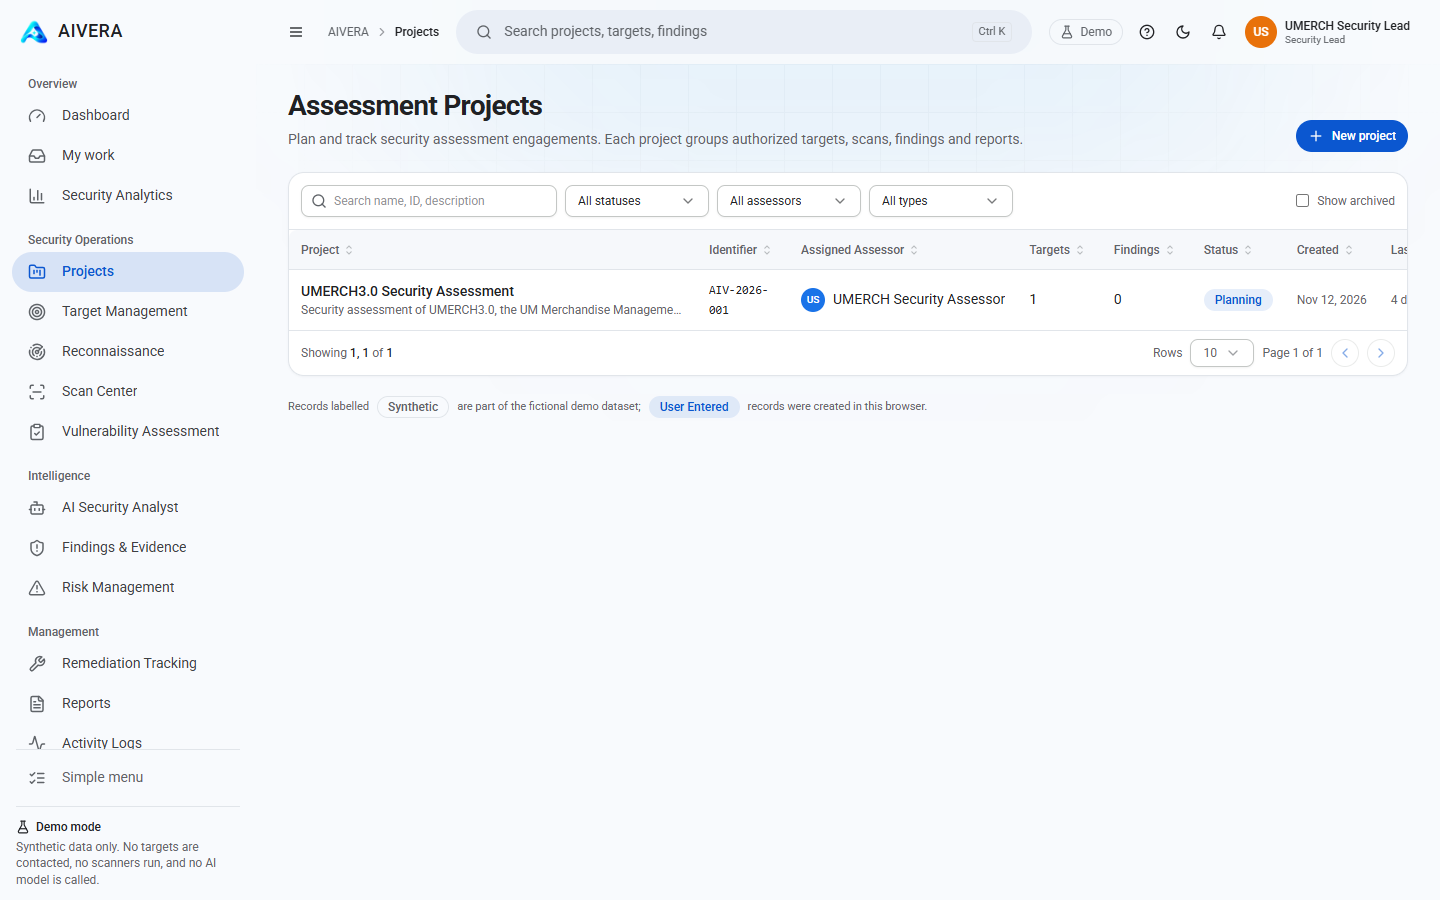 AIVERA
AIVERA > Projects
Search projects, targets, findings
Ctrl K
Demo
US
UMERCH Security Lead
Security Lead
Overview
Dashboard
My work
Security Analytics
Security Operations
Projects
Target Management
Reconnaissance
Scan Center
Vulnerability Assessment
Intelligence
AI Security Analyst
Findings & Evidence
Risk Management
Management
Remediation Tracking
Reports
Activity Logs
Simple menu
Demo mode
Synthetic data only. No targets are
contacted, no scanners run, and no AI
model is called.
Assessment Projects
Plan and track security assessment engagements. Each project groups authorized targets, scans, findings and reports.
New project
Search name, ID, description
All statuses
All assessors
All types
Show archived
Project Identifier Assigned Assessor Targets Findings Status Created Las
UMERCH3.0 Security Assessment
Security assessment of UMERCH3.0, the UM Merchandise Manageme...
AIV-2026-
001
US UMERCH Security Assessor 1 0 Planning Nov 12, 2026 4 d
Showing 1, 1 of 1
Rows 10 Page 1 of 1
Records labelled Synthetic are part of the fictional demo dataset; User Entered records were created in this browser.